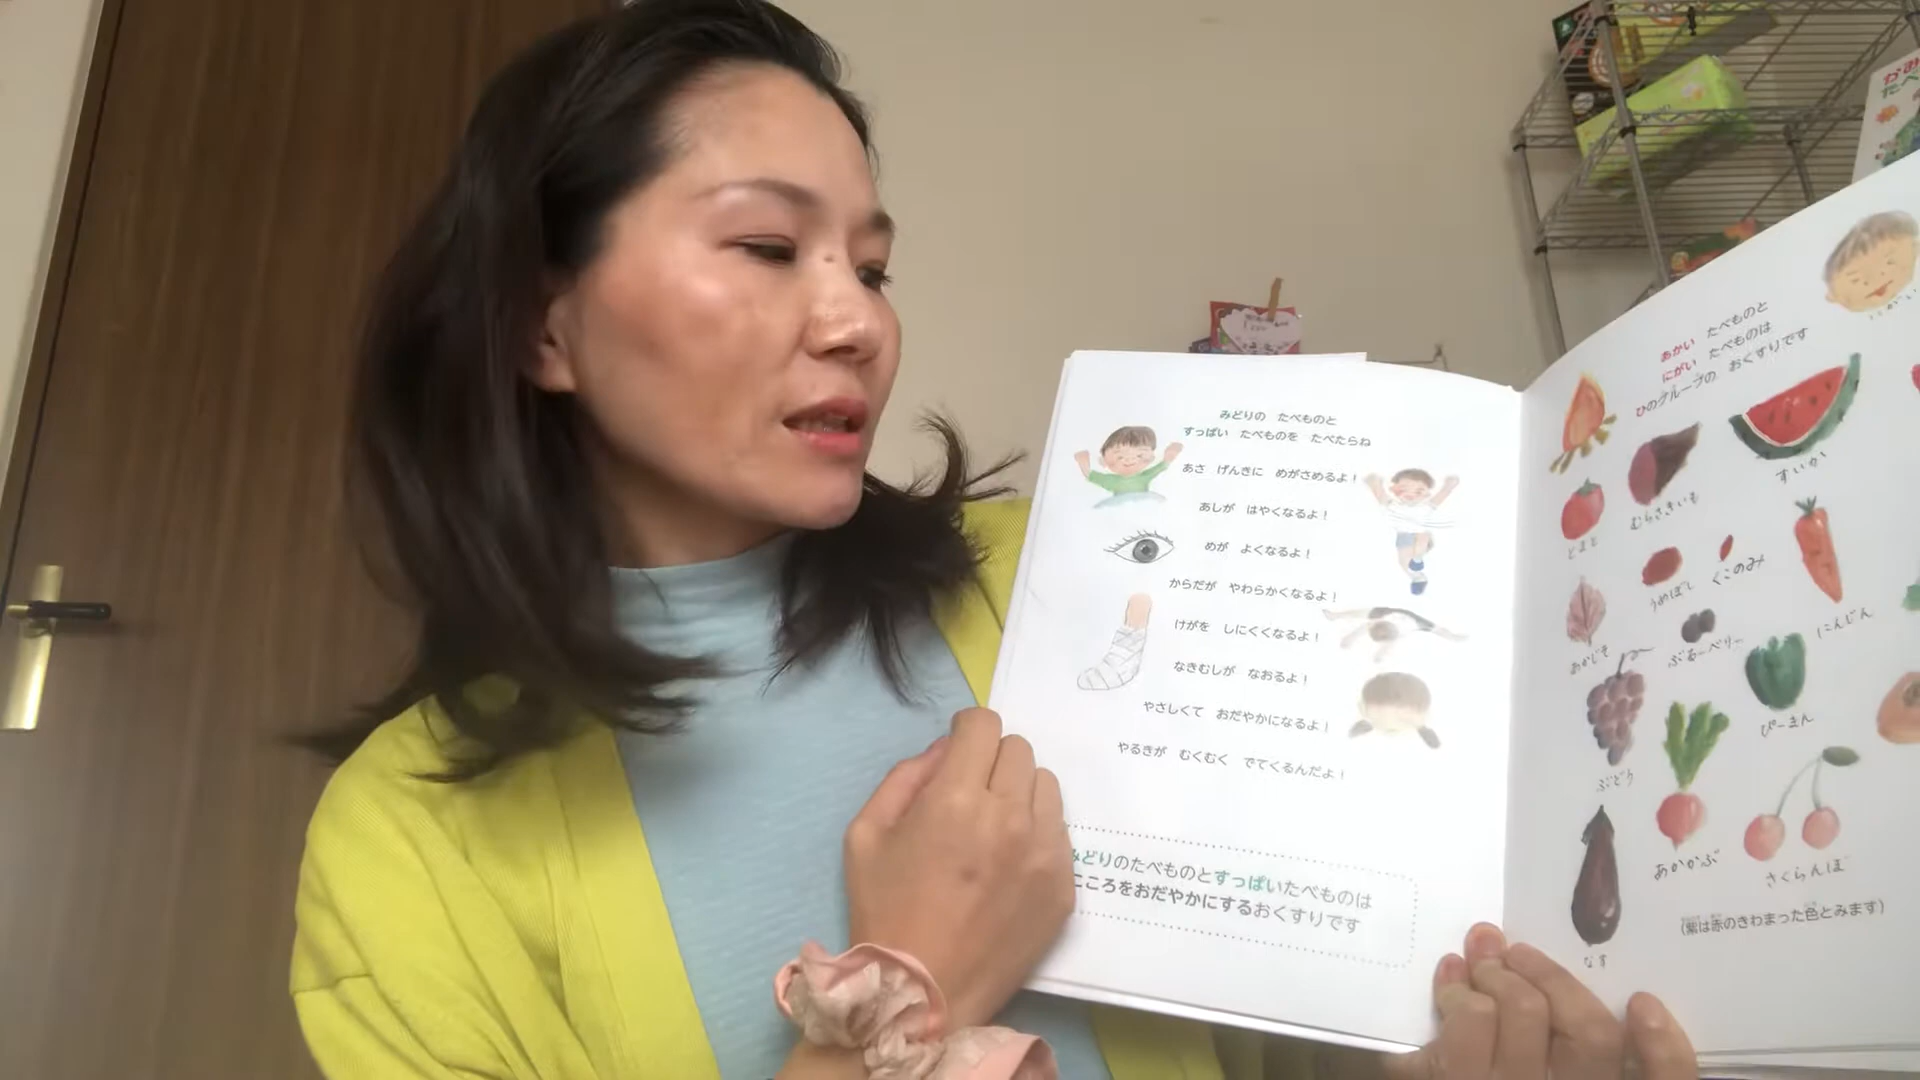 みどりの たべものと
すっぱい たべものを たべたらね
あさ げんきに めがさめるよ！
あしが はやくなるよ！
めが よくなるよ！
からだが やわらかくなるよ！
けがを しにくくなるよ！
なきむしが なおるよ！
やさしくて おだやかになるよ！
やるきが むくむく でてくるんだよ！
みどりのたべものとすっぱいたべものは
こころをおだやかにするおくすりです
あかい たべものと
にがい たべものは
ひのグループの おくすりです
とまと
むらさきいも
すいか
うめぼし
くこのみ
にんじん
あかじそ
ぶるーべりー
ぴーまん
ぶどう
あかかぶ
さくらんぼ
なす
(紫は赤のきわまった色とみます)